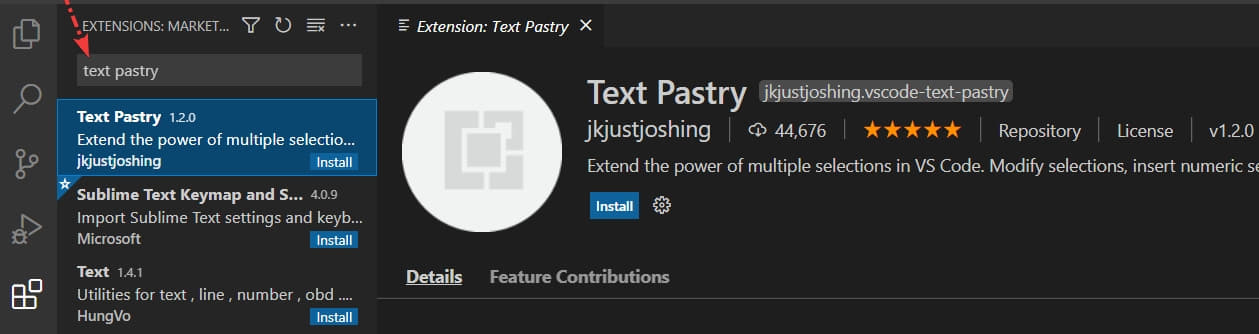 EXTENSIONS: MARKET...
text pastry
Text Pastry 1.2.0
Extend the power of multiple selectio...
jkjustjoshing Install
Sublime Text Keymap and S... 4.0.9
Import Sublime Text settings and keyb...
Microsoft Install
Text 1.4.1
Utilities for text , line , number , obd ....
HungVo Install
Extension: Text Pastry
Text Pastry jkjustjoshing.vscode-text-pastry
jkjustjoshing 44,676 Repository License v1.2.0
Extend the power of multiple selections in VS Code. Modify selections, insert numeric se
Install
Details Feature Contributions